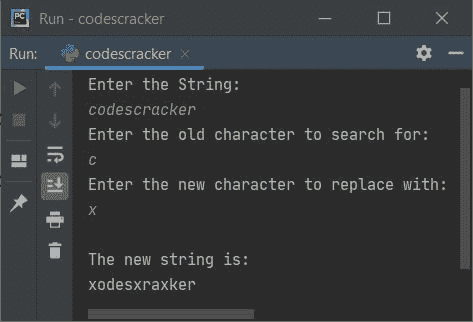 PC
Run - codescracker
Run:
codescracker
Enter the String:
codescracker
Enter the old character to search for:
c
Enter the new character to replace with:
x
The new string is:
xodesxraxker